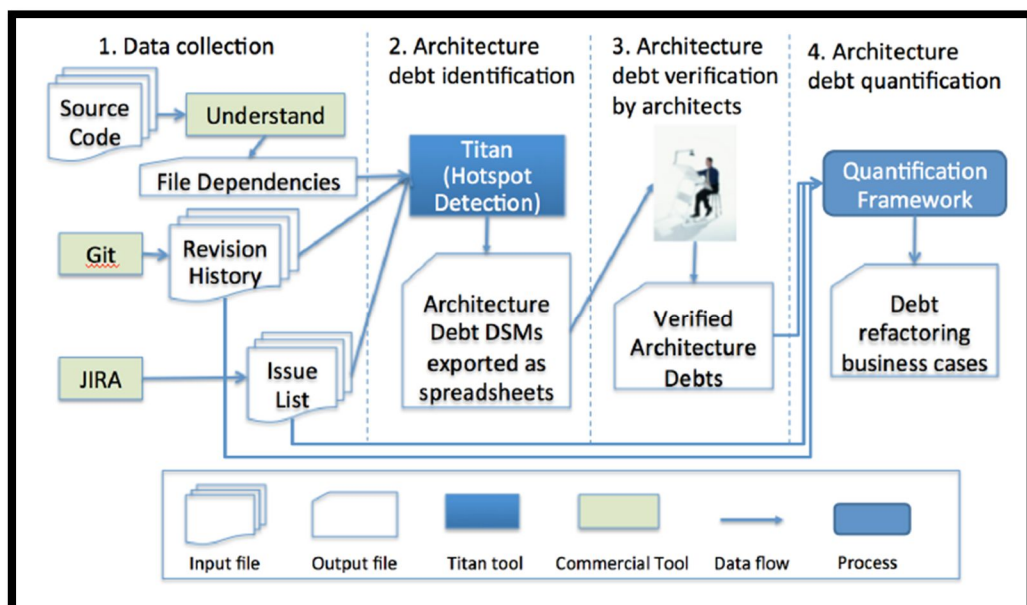 1. Data collection
2. Architecture
debt identification
3. Architecture
debt verification
by architects
4. Architecture
debt quantification
Source
Code
Understand
File Dependencies
Git
Revision
History
JIRA
Issue
List
Titan
(Hotspot
Detection)
Architecture
Debt DSMs
exported as
spreadsheets
Verified
Architecture
Debts
Quantification
Framework
Debt
refactoring
business cases
Input file
Output file
Titan tool
Commercial Tool
Data flow
Process